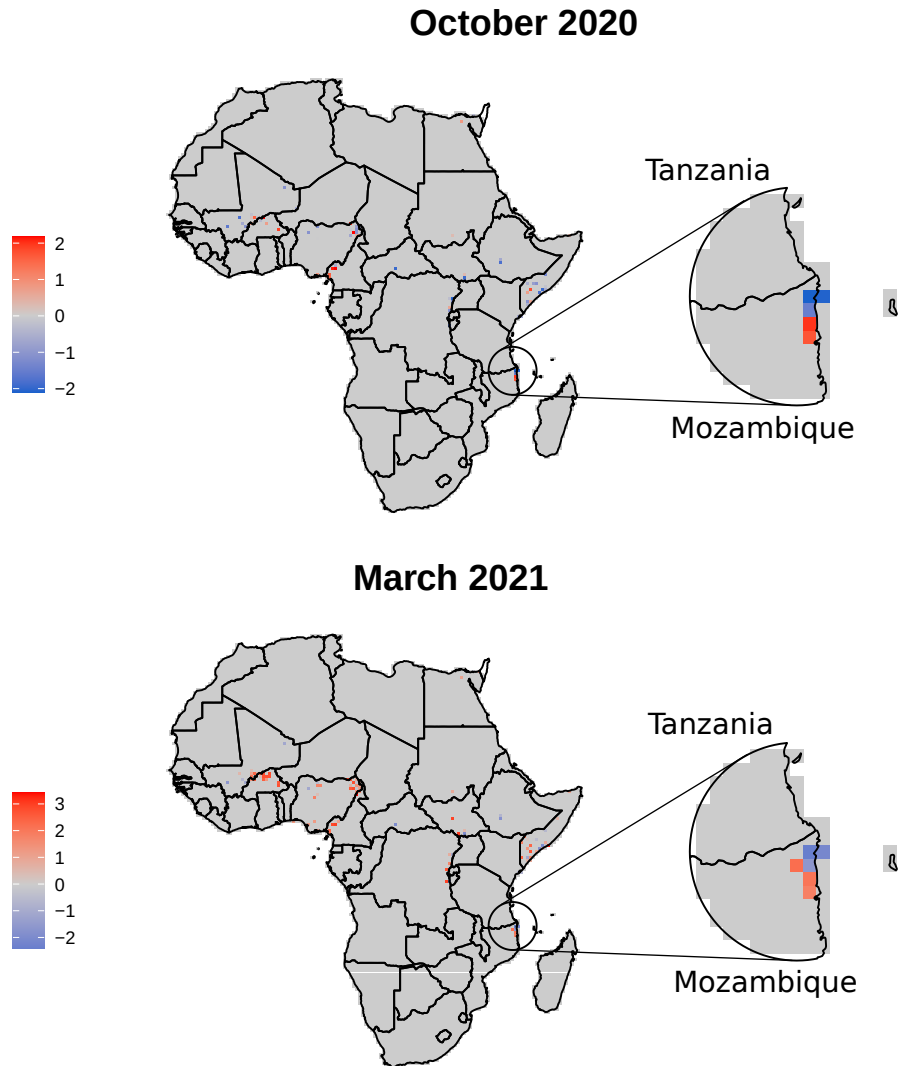 October 2020
Tanzania
2
1
0
−1
−2
Mozambique
March 2021
Tanzania
3
2
1
0
−1
−2
Mozambique